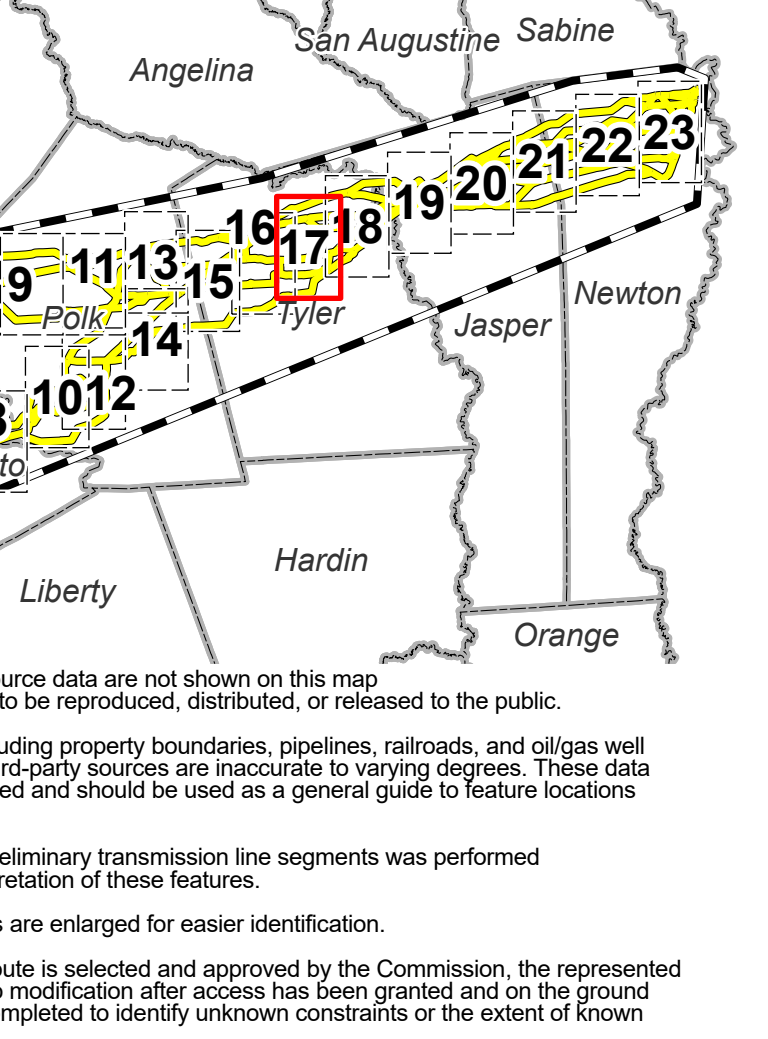 San Augustine
Sabine
Angelina
23
22
21
20
19
18
16
17
15
13
11
9
Polk
14
Tyler
Newton
Jasper
10
12
to
Hardin
Liberty
Orange
ource data are not shown on this map
to be reproduced, distributed, or released to the public.
uding property boundaries, pipelines, railroads, and oil/gas well
rd-party sources are inaccurate to varying degrees. These data
ed and should be used as a general guide to feature locations
eliminary transmission line segments was performed
retation of these features.
s are enlarged for easier identification.
oute is selected and approved by the Commission, the represented
o modification after access has been granted and on the ground
ompleted to identify unknown constraints or the extent of known